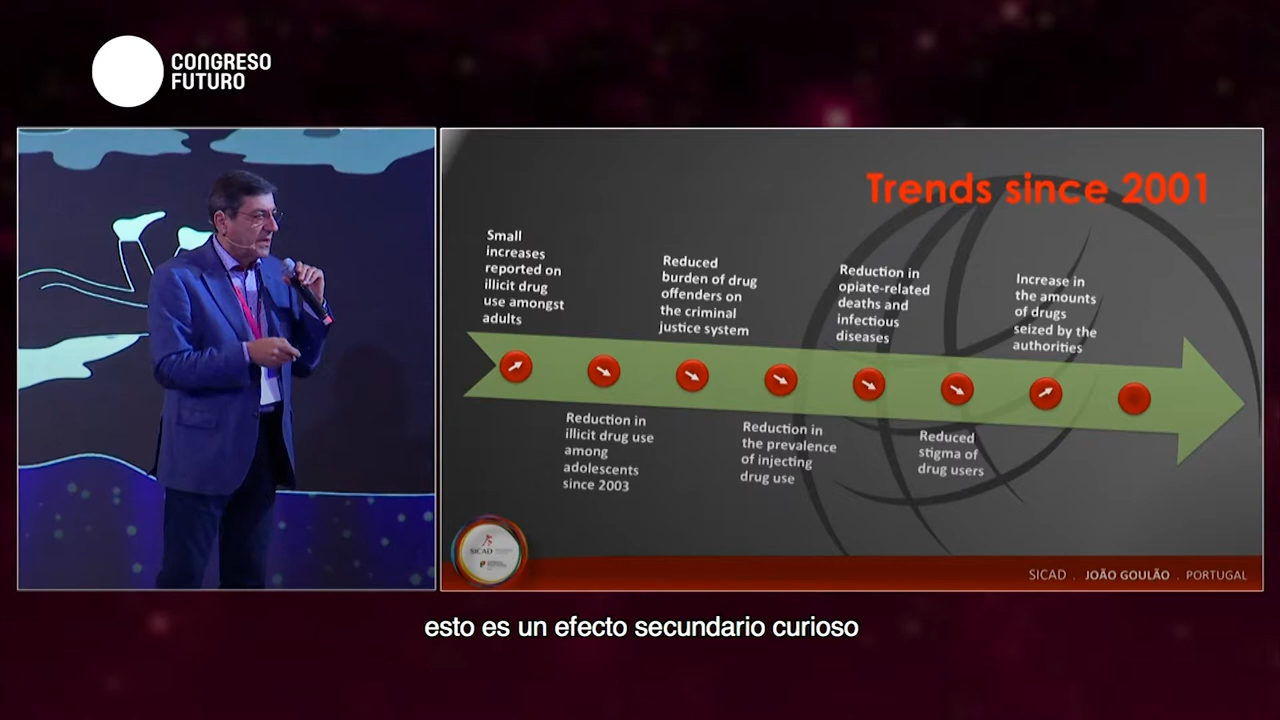 CONGRESO
FUTURO
Trends since 2001
Small
increases
reported on
illicit drug
use amongst
adults
Reduced
burden of drug
offenders on
the criminal
justice system
Reduction in
opiate-related
deaths and
infectious
diseases
Increase in
the amounts
of drugs
seized by the
authorities
Reduction in
illicit drug use
among
adolescents
since 2003
Reduction in
the prevalence
of injecting
drug use
Reduced
stigma of
drug users
SICAD
SICAD . JOÃO GOULÃO . PORTUGAL
esto es un efecto secundario curioso